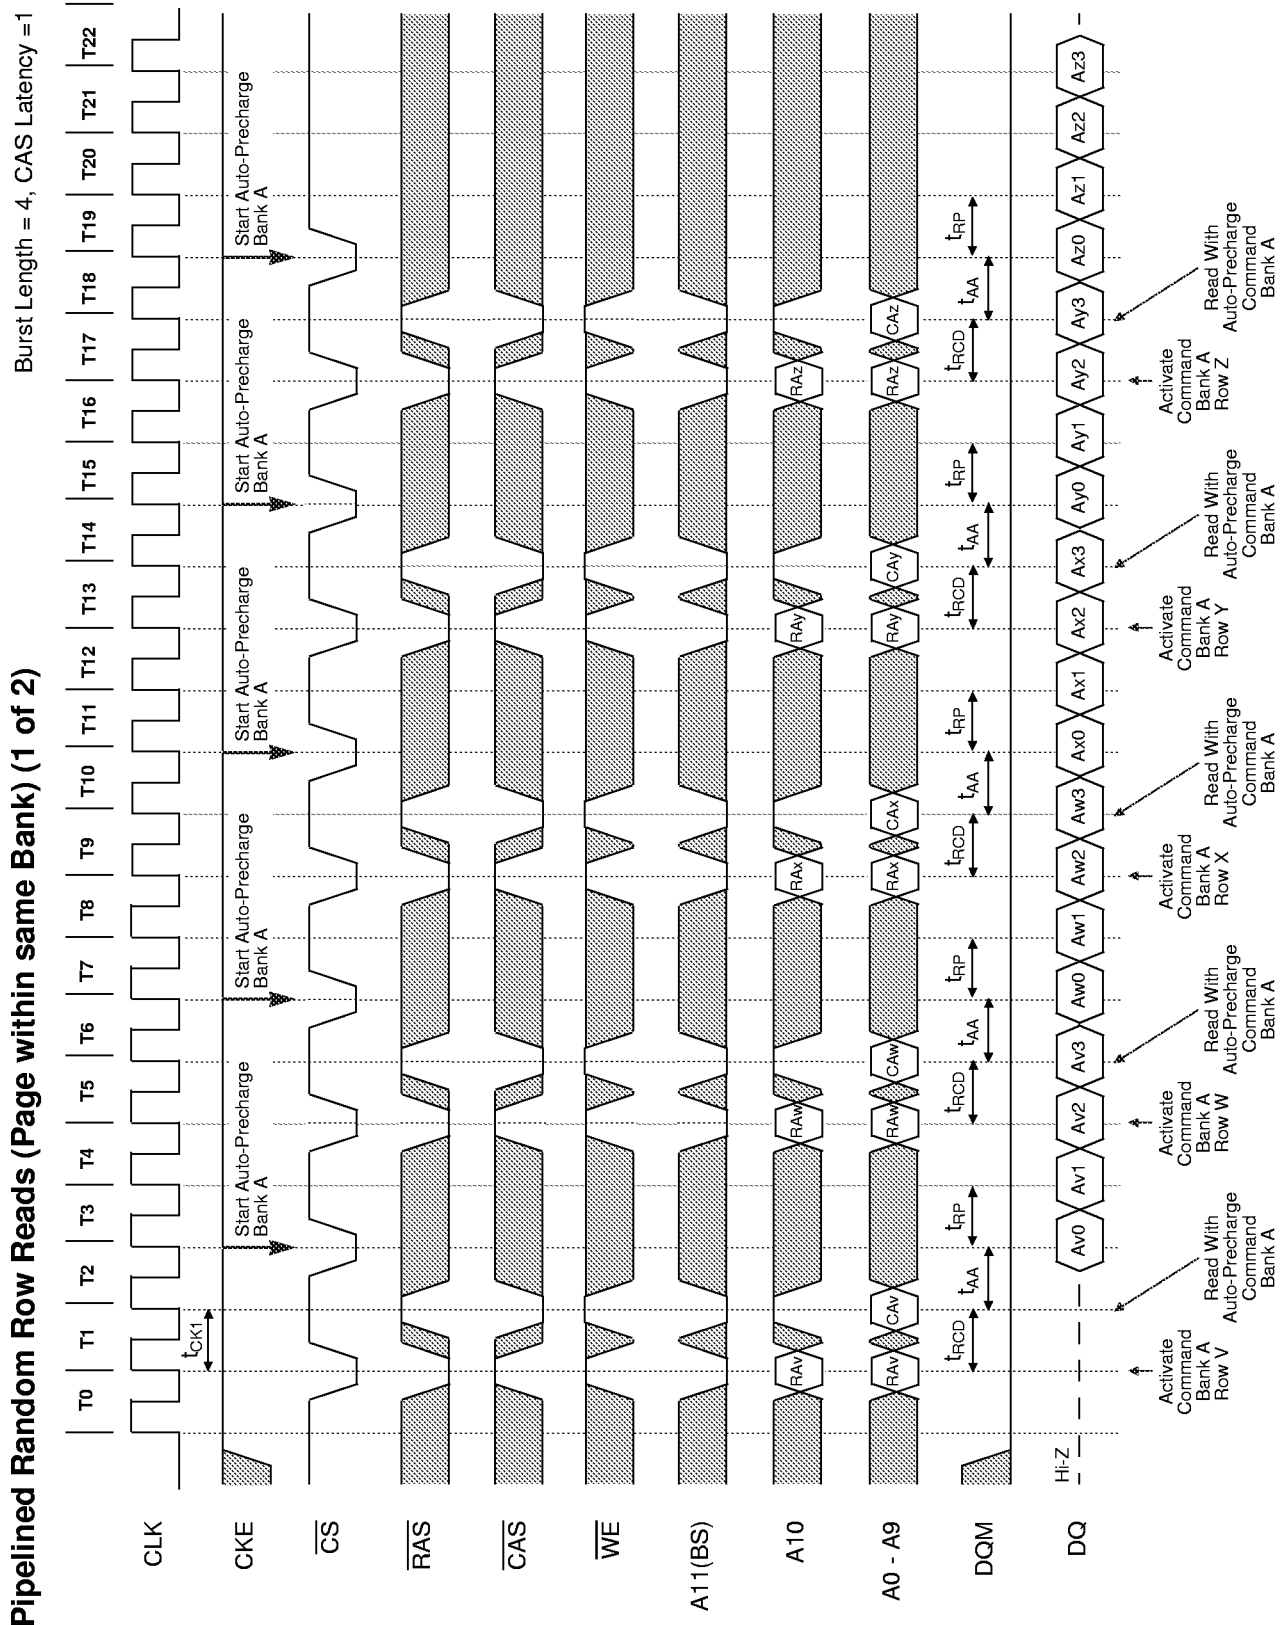 Pipelined Random Row Reads (Page within same Bank) (1 of 2)
Burst Length = 4, CAS Latency =1
T0 T1 T2 T3 T4 T5 T6 T7 T8 T9 T10 T11 T12 T13 T14 T15 T16 T17 T18 T19 T20 T21 T22
CLK
tCK1
CKE
Start Auto-Precharge
Bank A
Start Auto-Precharge
Bank A
Start Auto-Precharge
Bank A
Start Auto-Precharge
Bank A
Start Auto-Precharge
Bank A
CS
RAS
CAS
WE
A11(BS)
A10
RAv RAw RAx RAy RAz
A0 - A9
RAv CAv RAw CAw RAx CAx RAy CAy RAz CAz
tRCD tAA tRP tRCD tAA tRP tRCD tAA tRP tRCD tAA tRP tRCD tAA tRP
DQM
DQ
Hi-Z
Av0 Av1 Av2 Av3 Aw0 Aw1 Aw2 Aw3 Ax0 Ax1 Ax2 Ax3 Ay0 Ay1 Ay2 Ay3 Az0 Az1 Az2 Az3
Activate
Command
Bank A
Row V
Read With
Auto-Precharge
Command
Bank A
Activate
Command
Bank A
Row W
Read With
Auto-Precharge
Command
Bank A
Activate
Command
Bank A
Row X
Read With
Auto-Precharge
Command
Bank A
Activate
Command
Bank A
Row Y
Read With
Auto-Precharge
Command
Bank A
Activate
Command
Bank A
Row Z
Read With
Auto-Precharge
Command
Bank A